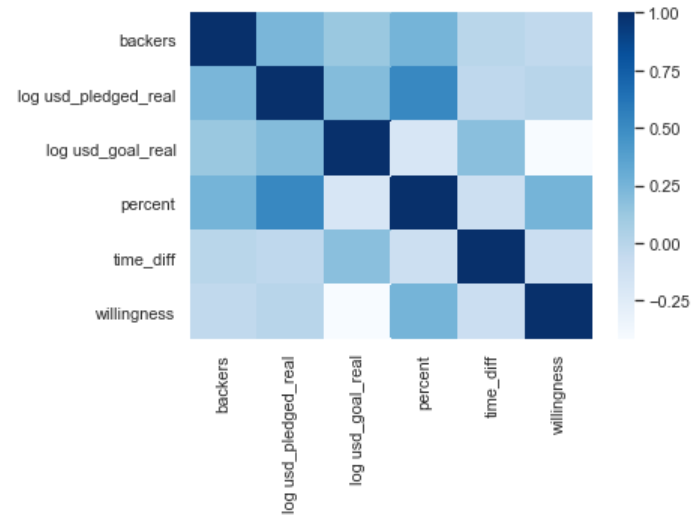 backers
log usd_pledged_real
log usd_goal_real
percent
time_diff
willingness
1.00
0.75
0.50
0.25
0.00
−0.25
backers
log usd_pledged_real
log usd_goal_real
percent
time_diff
willingness